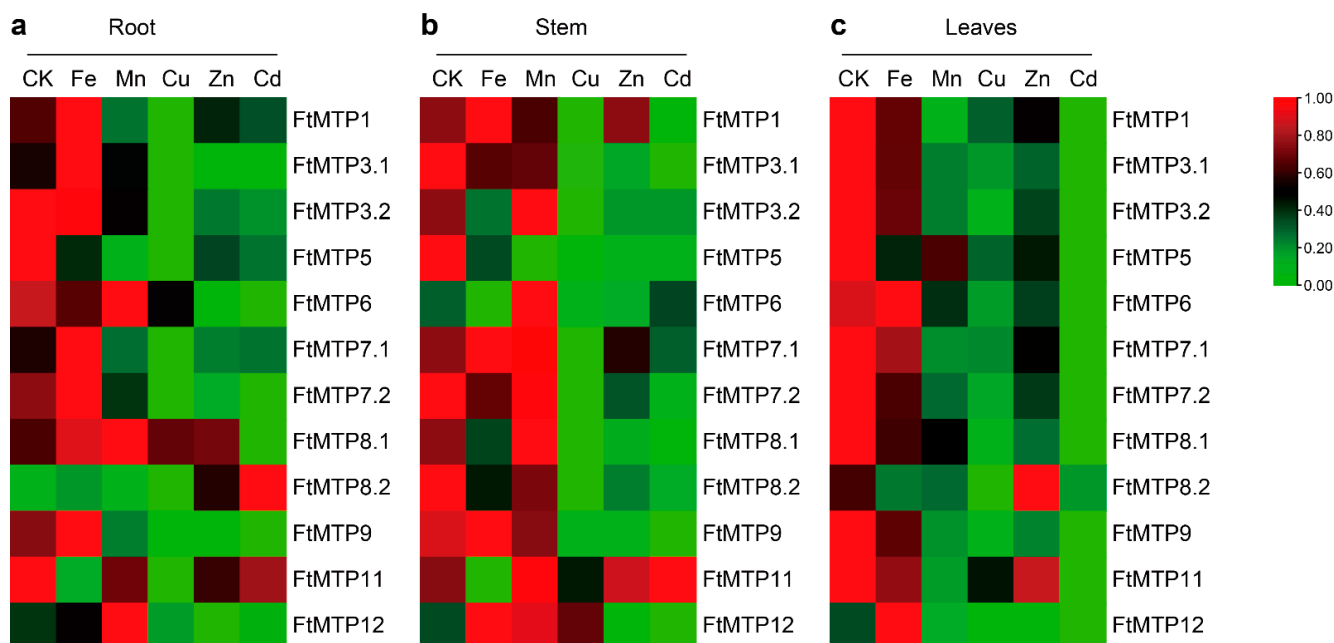 a Root
CK Fe Mn Cu Zn Cd
FtMTP1
FtMTP3.1
FtMTP3.2
FtMTP5
FtMTP6
FtMTP7.1
FtMTP7.2
FtMTP8.1
FtMTP8.2
FtMTP9
FtMTP11
FtMTP12
b Stem
CK Fe Mn Cu Zn Cd
FtMTP1
FtMTP3.1
FtMTP3.2
FtMTP5
FtMTP6
FtMTP7.1
FtMTP7.2
FtMTP8.1
FtMTP8.2
FtMTP9
FtMTP11
FtMTP12
c Leaves
CK Fe Mn Cu Zn Cd
FtMTP1
FtMTP3.1
FtMTP3.2
FtMTP5
FtMTP6
FtMTP7.1
FtMTP7.2
FtMTP8.1
FtMTP8.2
FtMTP9
FtMTP11
FtMTP12
1.00
0.80
0.60
0.40
0.20
0.00